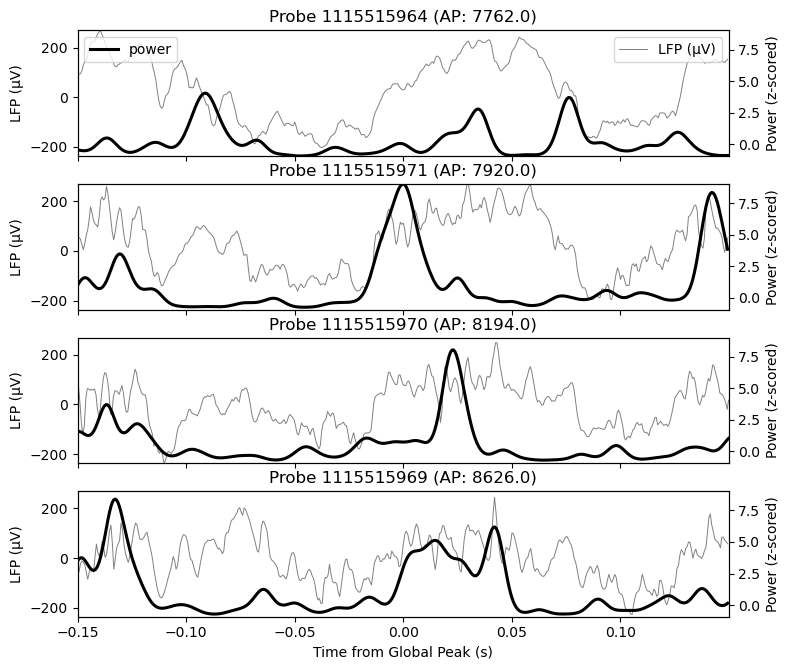 Probe 1115515964 (AP: 7762.0)
LFP (µV)
200
0
−200
power
LFP (µV)
7.5
5.0
2.5
0.0
Power (z-scored)
Probe 1115515971 (AP: 7920.0)
LFP (µV)
200
0
−200
7.5
5.0
2.5
0.0
Power (z-scored)
Probe 1115515970 (AP: 8194.0)
LFP (µV)
200
0
−200
7.5
5.0
2.5
0.0
Power (z-scored)
Probe 1115515969 (AP: 8626.0)
LFP (µV)
200
0
−200
7.5
5.0
2.5
0.0
Power (z-scored)
−0.15 −0.10 −0.05 0.00 0.05 0.10
Time from Global Peak (s)